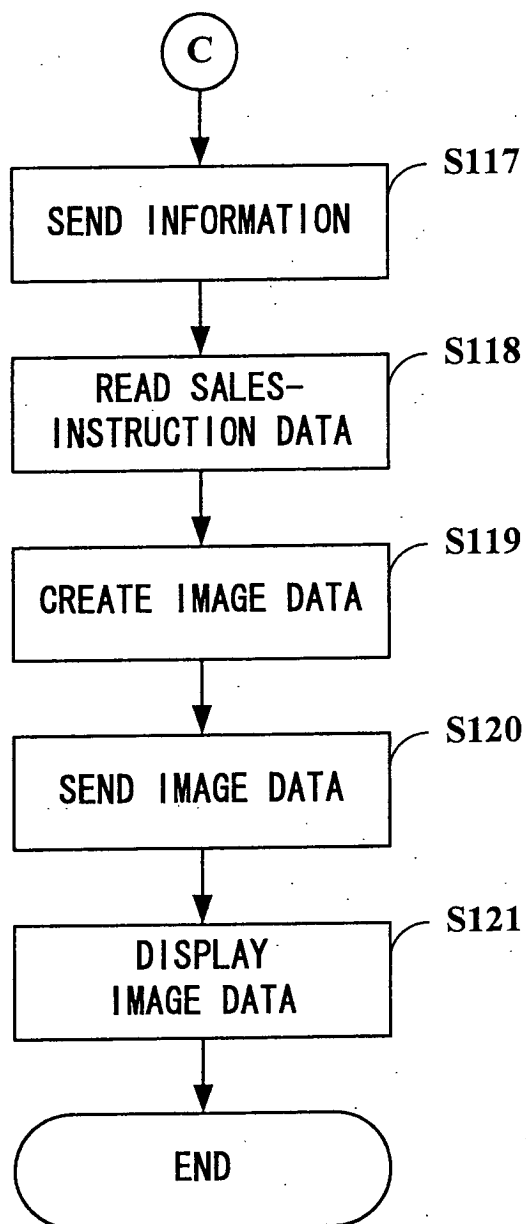 C
S117
SEND INFORMATION
S118
READ SALES-
INSTRUCTION DATA
S119
CREATE IMAGE DATA
S120
SEND IMAGE DATA
S121
DISPLAY
IMAGE DATA
END